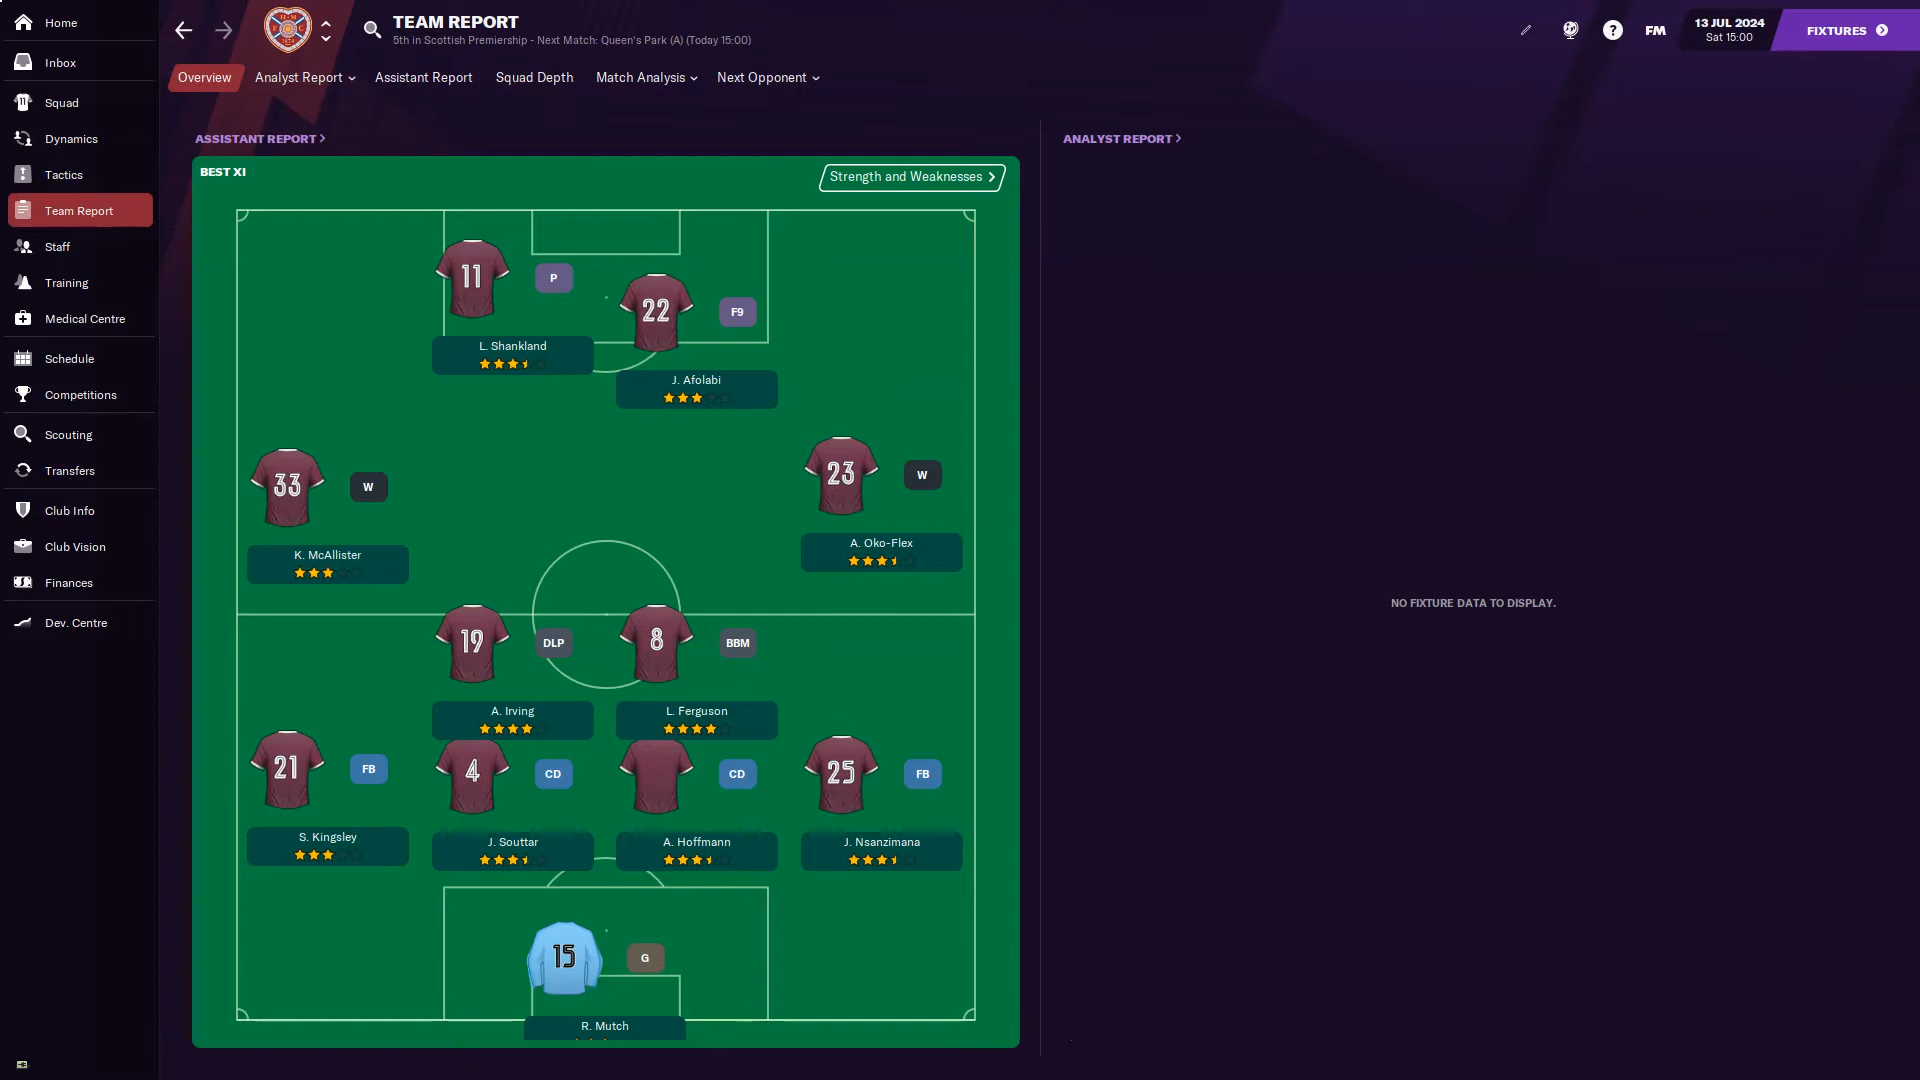 Home
Inbox
Squad
Dynamics
Tactics
Team Report
Staff
Training
Medical Centre
Schedule
Competitions
Scouting
Transfers
Club Info
Club Vision
Finances
Dev. Centre
TEAM REPORT
5th in Scottish Premiership - Next Match: Queen's Park (A) (Today 15:00)
FM
13 JUL 2024
Sat 15:00
FIXTURES
Overview
Analyst Report
Assistant Report
Squad Depth
Match Analysis
Next Opponent
ASSISTANT REPORT
BEST XI
Strength and Weaknesses
11
P
L. Shankland
22
F9
J. Afolabi
33
W
K. McAllister
23
W
A. Oko-Flex
19
DLP
A. Irving
8
BBM
L. Ferguson
21
FB
S. Kingsley
4
CD
J. Souttar
CD
A. Hoffmann
25
FB
J. Nsanzimana
15
G
R. Mutch
ANALYST REPORT
NO FIXTURE DATA TO DISPLAY.